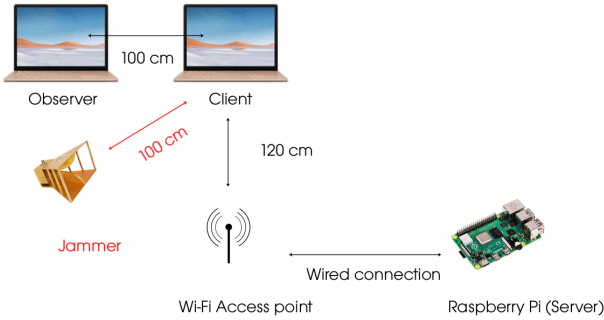 100 cm
Observer
Client
100 cm
120 cm
Jammer
Wired connection
Wi-Fi Access point
Raspberry Pi (Server)